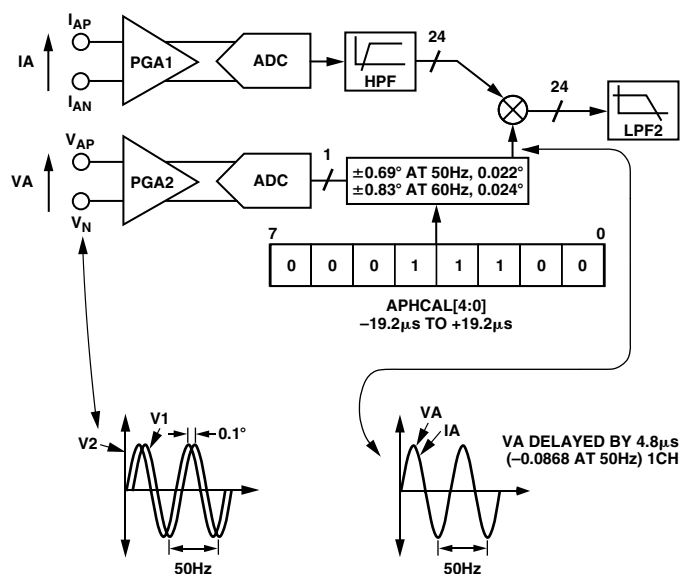 IAP
IA
PGA1
ADC
HPF
24
24
IAN
LPF2
VAP
VA
PGA2
ADC
1
±0.69° AT 50Hz, 0.022°
±0.83° AT 60Hz, 0.024°
VN
7 0
0 0 0 1 1 1 0 0
APHCAL[4:0]
–19.2μs TO +19.2μs
V1
V2
0.1°
50Hz
VA
IA
50Hz
VA DELAYED BY 4.8μs
(–0.0868 AT 50Hz) 1CH